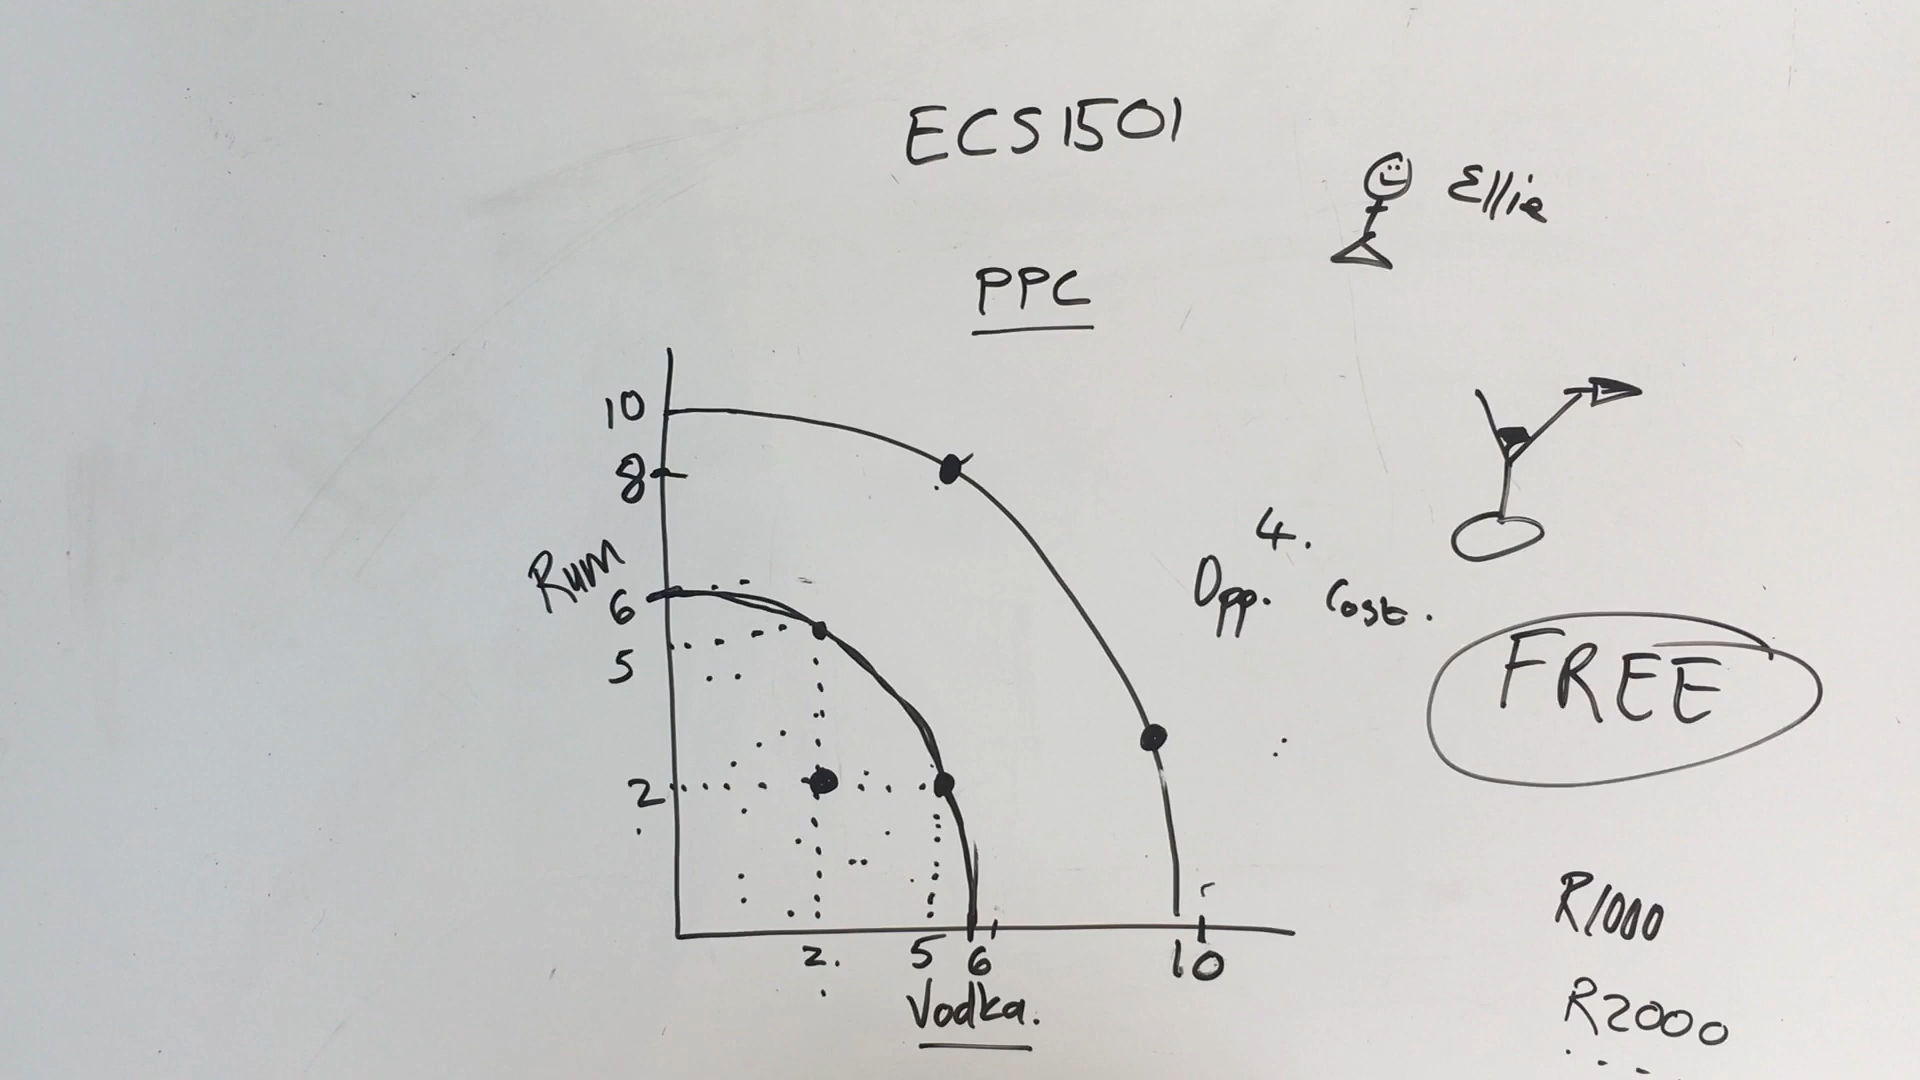 ECS1501
Ellie
PPC
10
8
Rum
6
5
2
4.
Opp. Cost.
FREE
2.
5
6
10
Vodka.
R1000
R2000